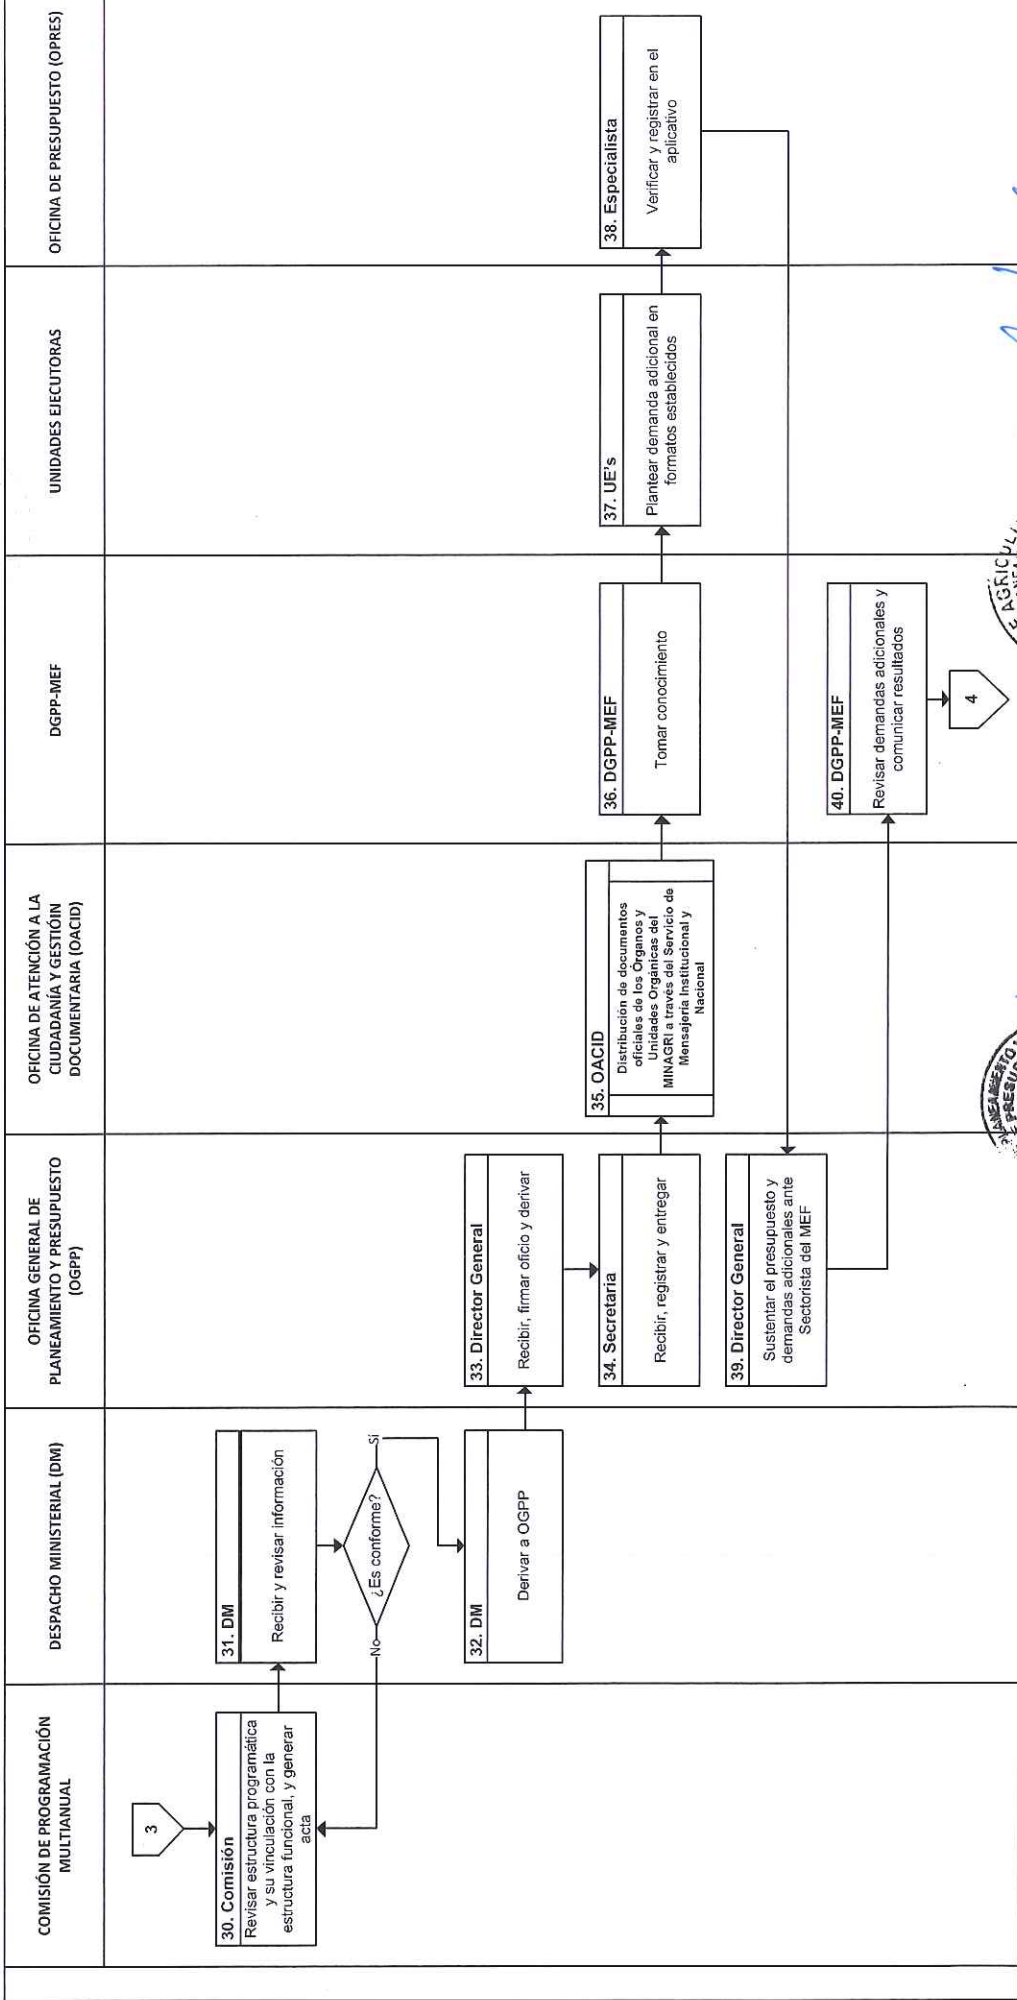 COMISIÓN DE PROGRAMACIÓN
MULTIANUAL
DESPACHO MINISTERIAL (DM)
OFICINA GENERAL DE
PLANEAMIENTO Y PRESUPUESTO
(OGPP)
OFICINA DE ATENCIÓN A LA
CIUDADANÍA Y GESTIÓIN
DOCUMENTARIA (OACID)
DGPP-MEF
UNIDADES EJECUTORAS
OFICINA DE PRESUPUESTO (OPRES)
3
30. Comisión
Revisar estructura programática
y su vinculación con la
estructura funcional, y generar
acta
31. DM
Recibir y revisar información
¿Es conforme?
No
Sí
32. DM
Derivar a OGPP
33. Director General
Recibir, firmar oficio y derivar
34. Secretaria
Recibir, registrar y entregar
35. OACID
Distribución de documentos
oficiales de los Órganos y
Unidades Orgánicas del
MINAGRI a través del Servicio de
Mensajería Institucional y
Nacional
36. DGPP-MEF
Tomar conocimiento
37. UE's
Plantear demanda adicional en
formatos establecidos
38. Especialista
Verificar y registrar en el
aplicativo
39. Director General
Sustentar el presupuesto y
demandas adicionales ante
Sectorista del MEF
40. DGPP-MEF
Revisar demandas adicionales y
comunicar resultados
4